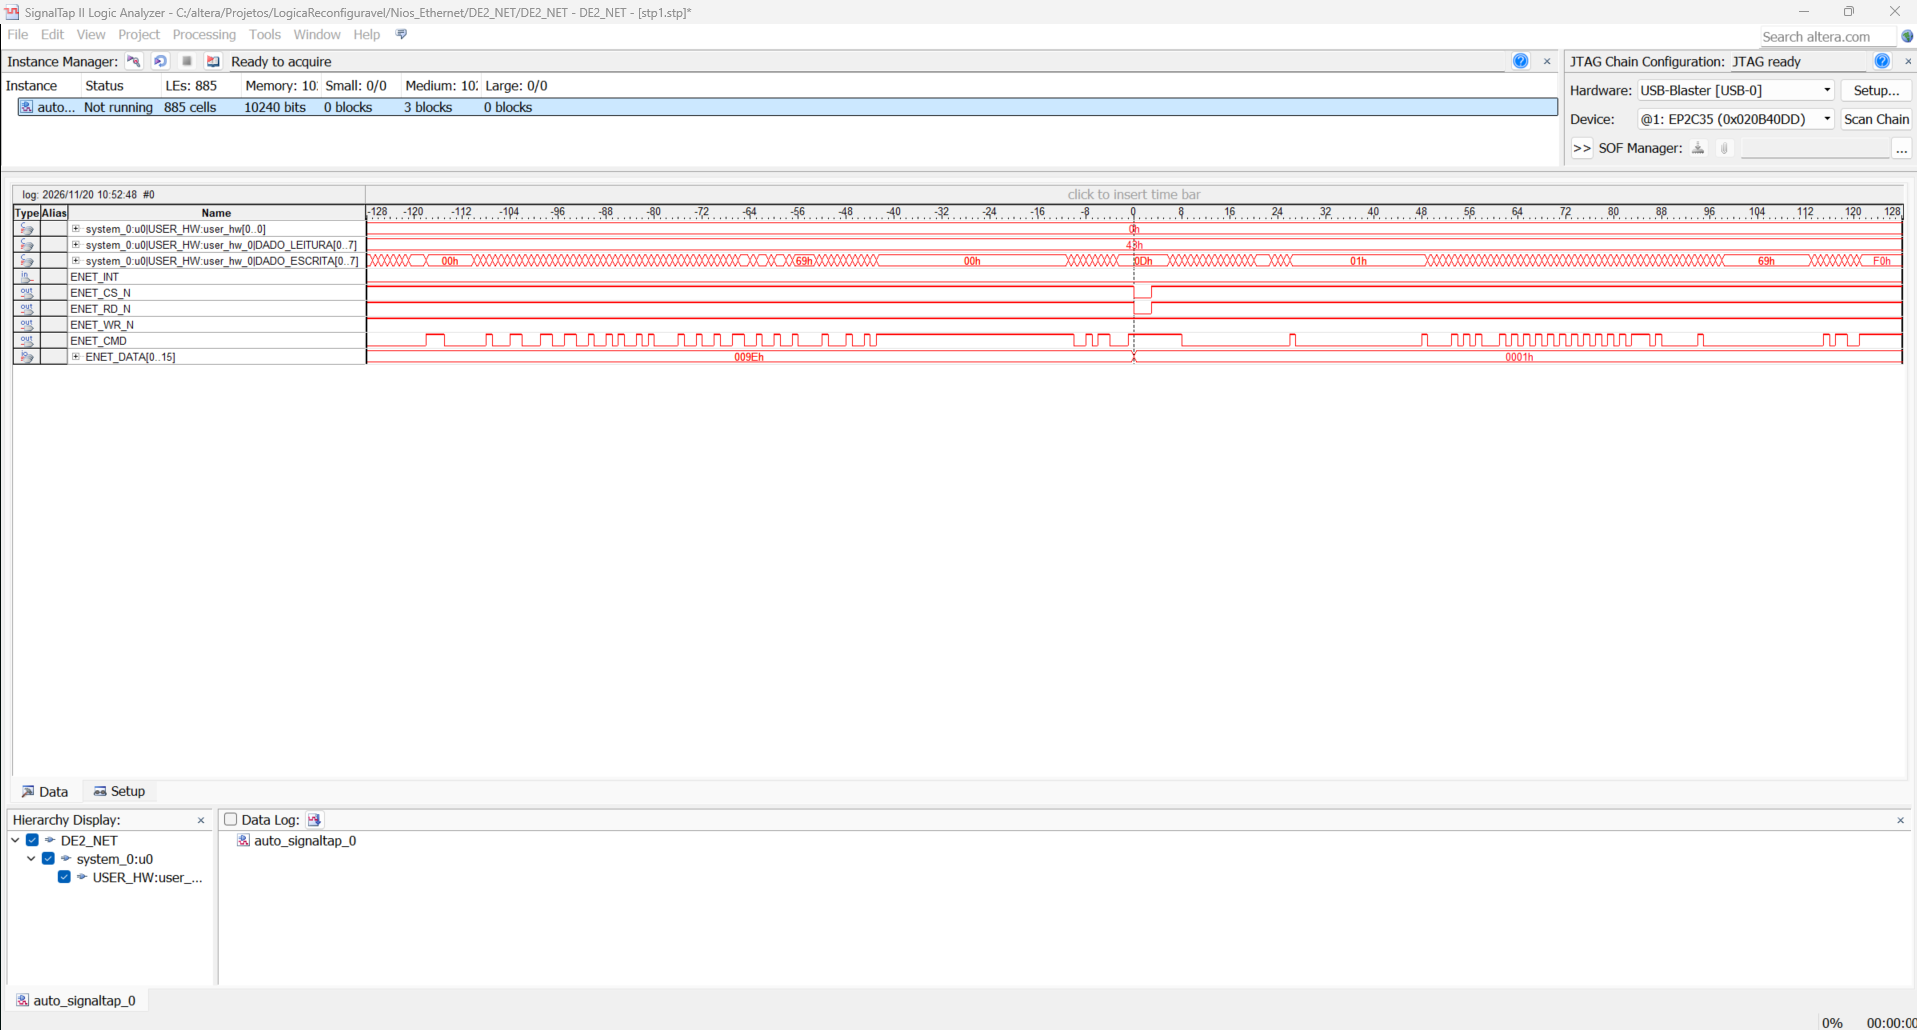 SignalTap II Logic Analyzer - C:/altera/Projetos/LogicaReconfiguravel/Nios_Ethernet/DE2_NET/DE2_NET - DE2_NET - [stp1.stp]*
File Edit View Project Processing Tools Window Help
Search altera.com
Instance Manager: Ready to acquire
Instance Status LEs: 885 Memory: 10: Small: 0/0 Medium: 10: Large: 0/0
auto... Not running 885 cells 10240 bits 0 blocks 3 blocks 0 blocks
JTAG Chain Configuration: JTAG ready
Hardware: USB-Blaster [USB-0] Setup...
Device: @1: EP2C35 (0x020B40DD) Scan Chain
>> SOF Manager: ...
log: 2026/11/20 10:52:48 #0
click to insert time bar
Type Alias Name
-128 -120 -112 -104 -96 -88 -80 -72 -64 -56 -48 -40 -32 -24 -16 -8 0 8 16 24 32 40 48 56 64 72 80 88 96 104 112 120 128
system_0:u0|USER_HW:user_hw[0..0] 0h
system_0:u0|USER_HW:user_hw_0|DADO_LEITURA[0..7] 43h
system_0:u0|USER_HW:user_hw_0|DADO_ESCRITA[0..7] 00h 69h 00h 0Dh 01h 69h F0h
ENET_INT
ENET_CS_N
ENET_RD_N
ENET_WR_N
ENET_CMD
ENET_DATA[0..15] 009Eh 0001h
Data Setup
Hierarchy Display:
DE2_NET
system_0:u0
USER_HW:user_...
Data Log:
auto_signaltap_0
auto_signaltap_0
0% 00:00:00